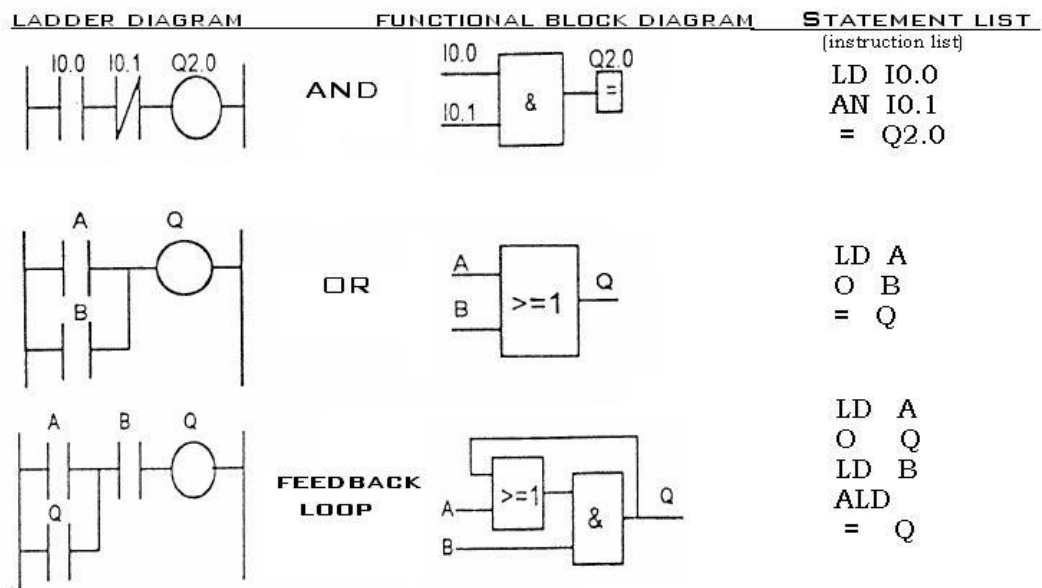 LADDER DIAGRAM FUNCTIONAL BLOCK DIAGRAM STATEMENT LIST
(instruction list)
I0.0 I0.1 Q2.0
AND
I0.0 Q2.0
& =
I0.1
LD I0.0
AN I0.1
= Q2.0
A Q
B
OR
A Q
>=1
B
LD A
O B
= Q
A B Q
Q
FEEDBACK
LOOP
>=1 Q
A &
B
LD A
O Q
LD B
ALD
= Q